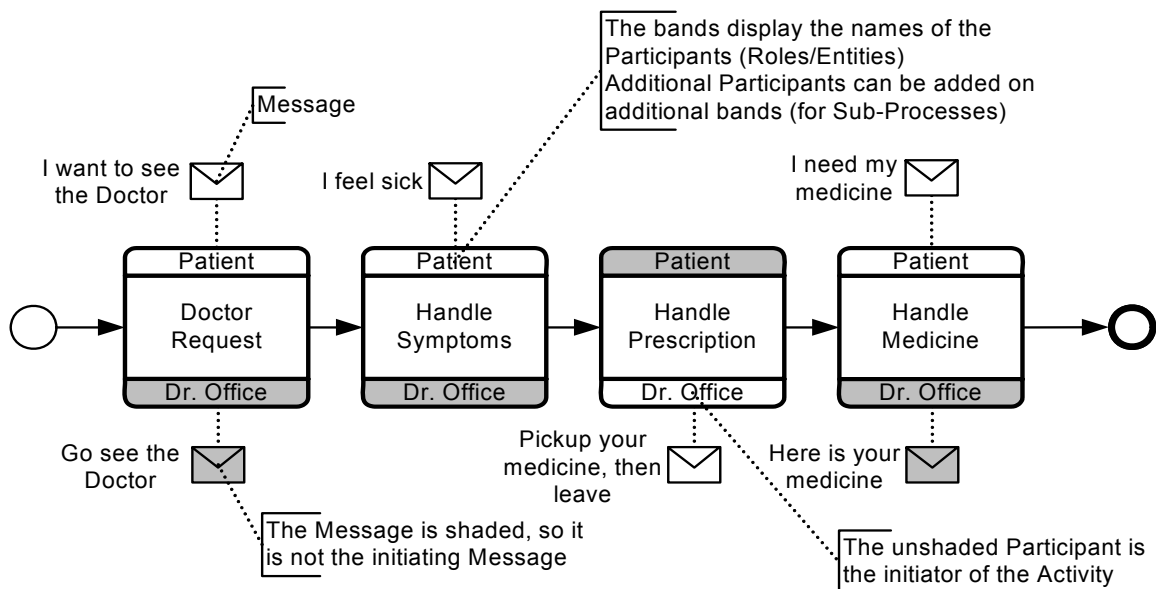 The bands display the names of the
Participants (Roles/Entities)
Additional Participants can be added on
additional bands (for Sub-Processes)
Message
I want to see
the Doctor
I feel sick
I need my
medicine
Patient
Doctor
Request
Dr. Office
Patient
Handle
Symptoms
Dr. Office
Patient
Handle
Prescription
Dr. Office
Patient
Handle
Medicine
Dr. Office
Go see the
Doctor
Pickup your
medicine, then
leave
Here is your
medicine
The Message is shaded, so it
is not the initiating Message
The unshaded Participant is
the initiator of the Activity